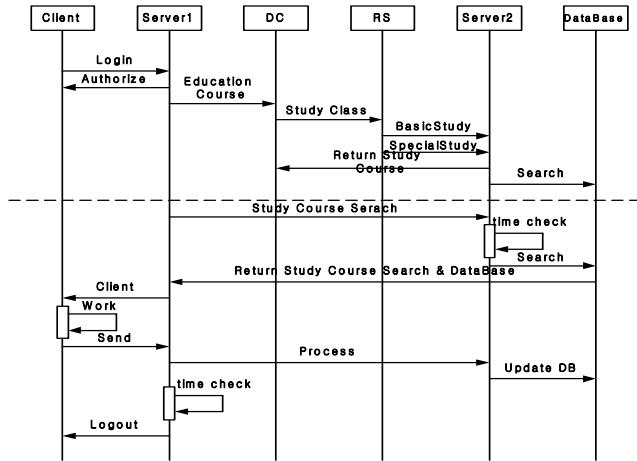 Client Server1 DC RS Server2 DataBase
Login
Authorize
Education
Course
Study Class
BasicStudy
SpecialStudy
Return Study
Course
Search
Study Course Serach
time check
Search
Return Study Course Search & DataBase
Client
Work
Send
Process
Update DB
time check
Logout